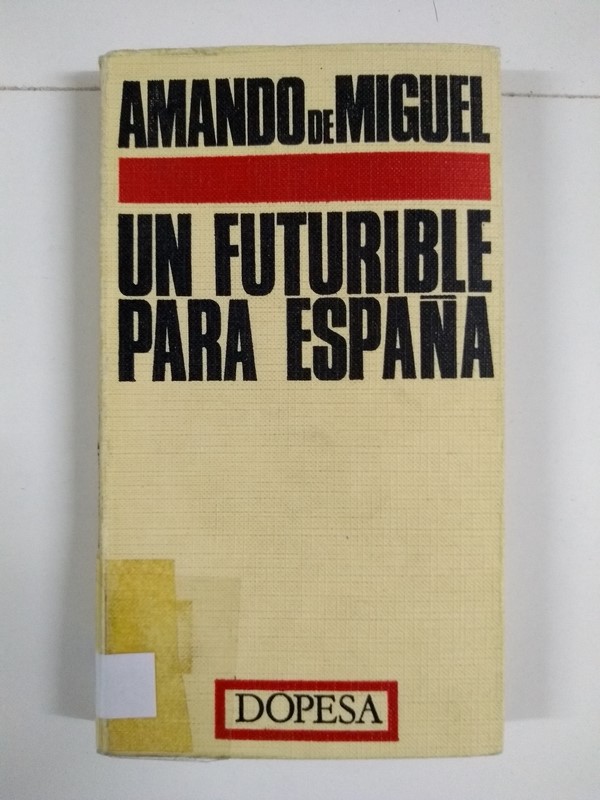 AMANDO DE MIGUEL
UN FUTURIBLE
PARA ESPAÑA
DOPESA